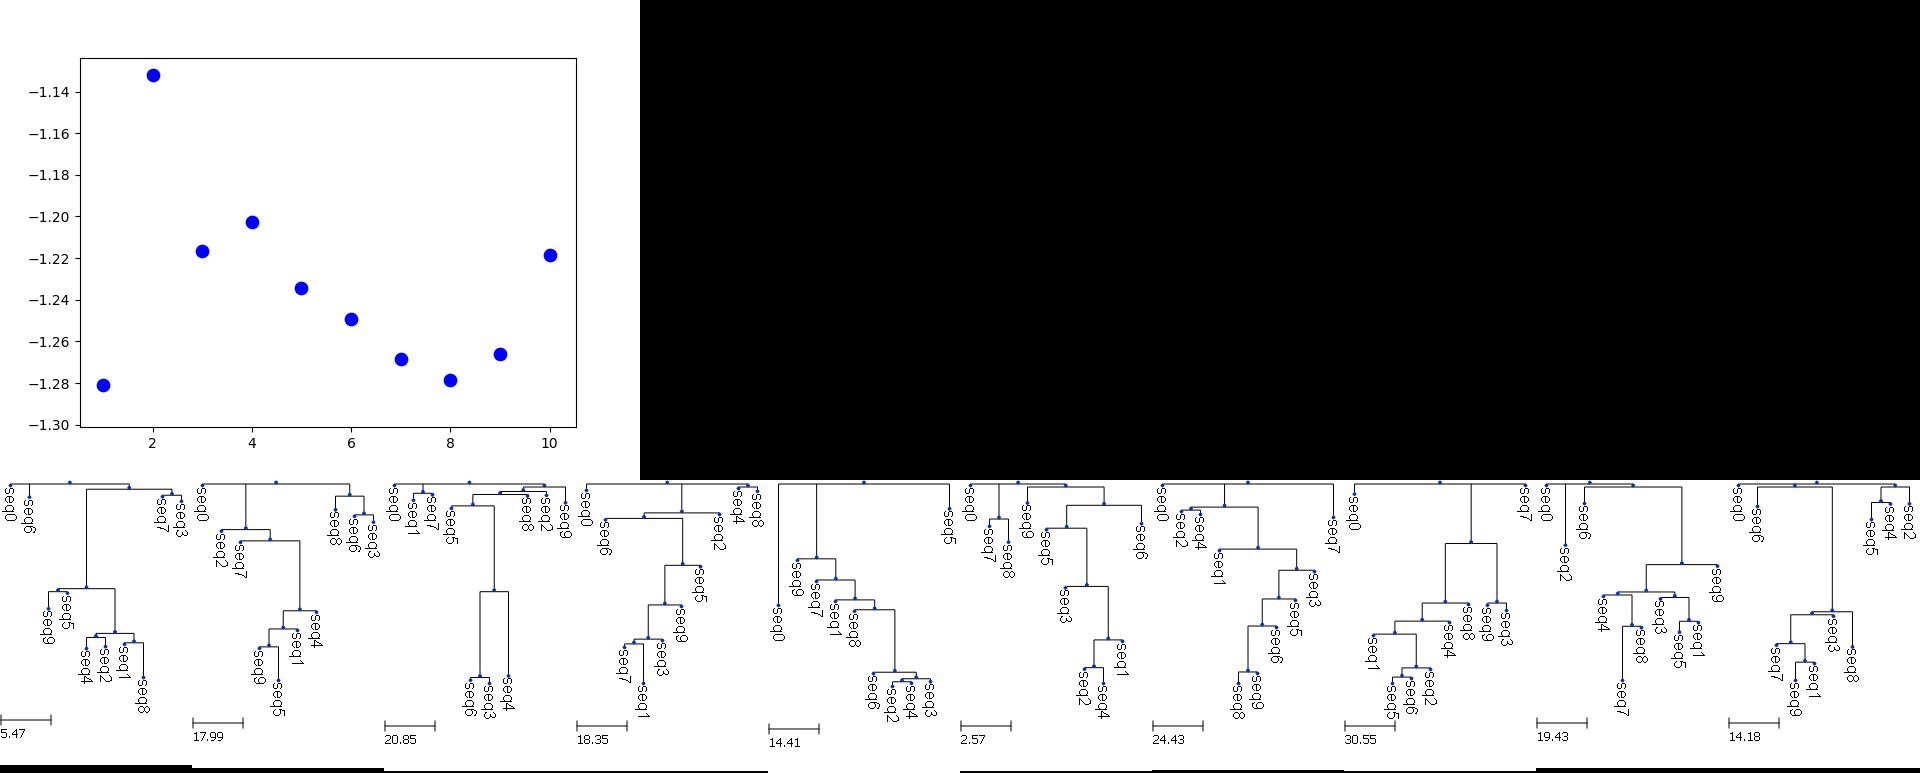 −1.14
−1.16
−1.18
−1.20
−1.22
−1.24
−1.26
−1.28
−1.30
2 4 6 8 10
seq0 seq6 seq9 seq5 seq4 seq2 seq1 seq8 seq7 seq3
5.47
seq0 seq2 seq7 seq9 seq5 seq1 seq4 seq8 seq6 seq3
17.99
seq0 seq1 seq7 seq5 seq6 seq3 seq4 seq8 seq2 seq9
20.85
seq0 seq6 seq7 seq1 seq3 seq9 seq5 seq2 seq4 seq8
18.35
seq0 seq9 seq7 seq1 seq8 seq6 seq2 seq4 seq3 seq5
14.41
seq0 seq7 seq8 seq9 seq5 seq3 seq2 seq4 seq1 seq6
2.57
seq0 seq2 seq4 seq1 seq8 seq9 seq6 seq5 seq3 seq7
24.43
seq0 seq1 seq5 seq6 seq2 seq4 seq8 seq9 seq3 seq7
30.55
seq0 seq2 seq6 seq4 seq7 seq8 seq3 seq5 seq1 seq9
19.43
seq0 seq6 seq7 seq9 seq1 seq3 seq8 seq5 seq4 seq2
14.18